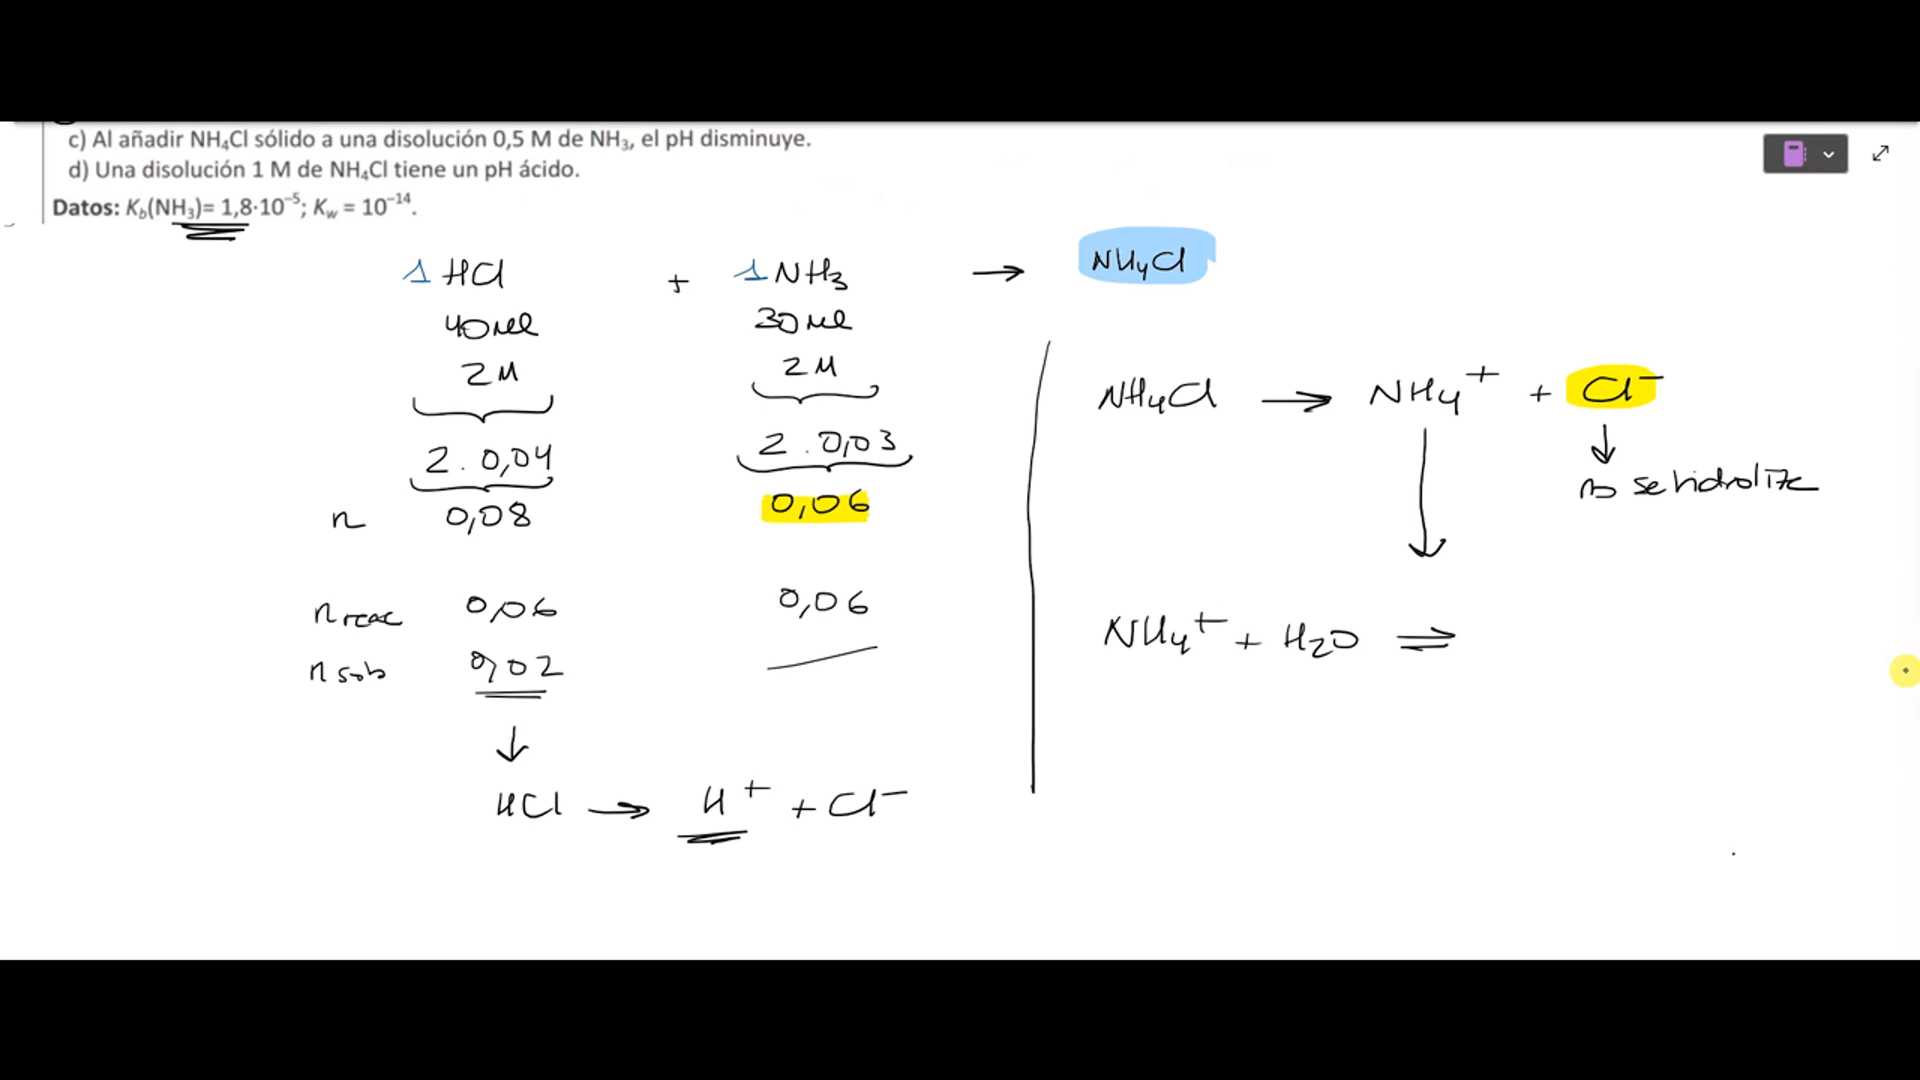 c) Al añadir NH₄Cl sólido a una disolución 0,5 M de NH₃, el pH disminuye.
d) Una disolución 1 M de NH₄Cl tiene un pH ácido.
Datos: K_b(NH₃)= 1,8·10⁻⁵; K_w = 10⁻¹⁴.
1 HCl + 1 NH3 → NH4Cl
40 ml 30 ml
2M 2M
2 . 0,04 2 . 0,03
n 0,08 0,06
n reac 0,06 0,06
n sob 0,02
↓
HCl → H⁺ + Cl⁻
NH4Cl → NH4⁺ + Cl⁻
↓ ↓
no se hidroliza
NH4⁺ + H2O ⇌